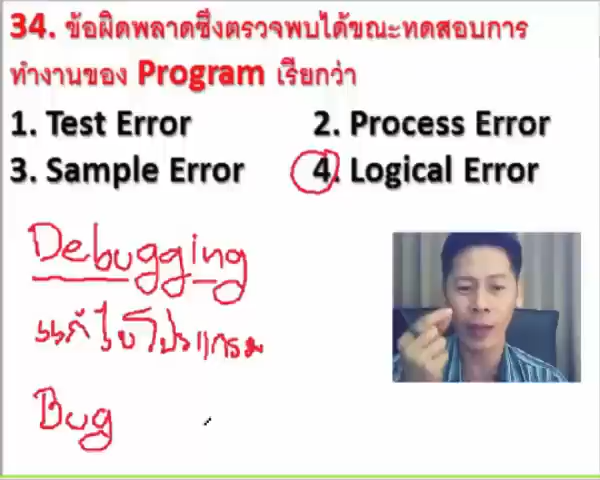 34. ข้อผิดพลาดซึ่งตรวจพบได้ขณะทดสอบการ
ทำงานของ Program เรียกว่า
1. Test Error 2. Process Error
3. Sample Error 4. Logical Error
Debugging
แก้ไขโปรแกรม
Bug